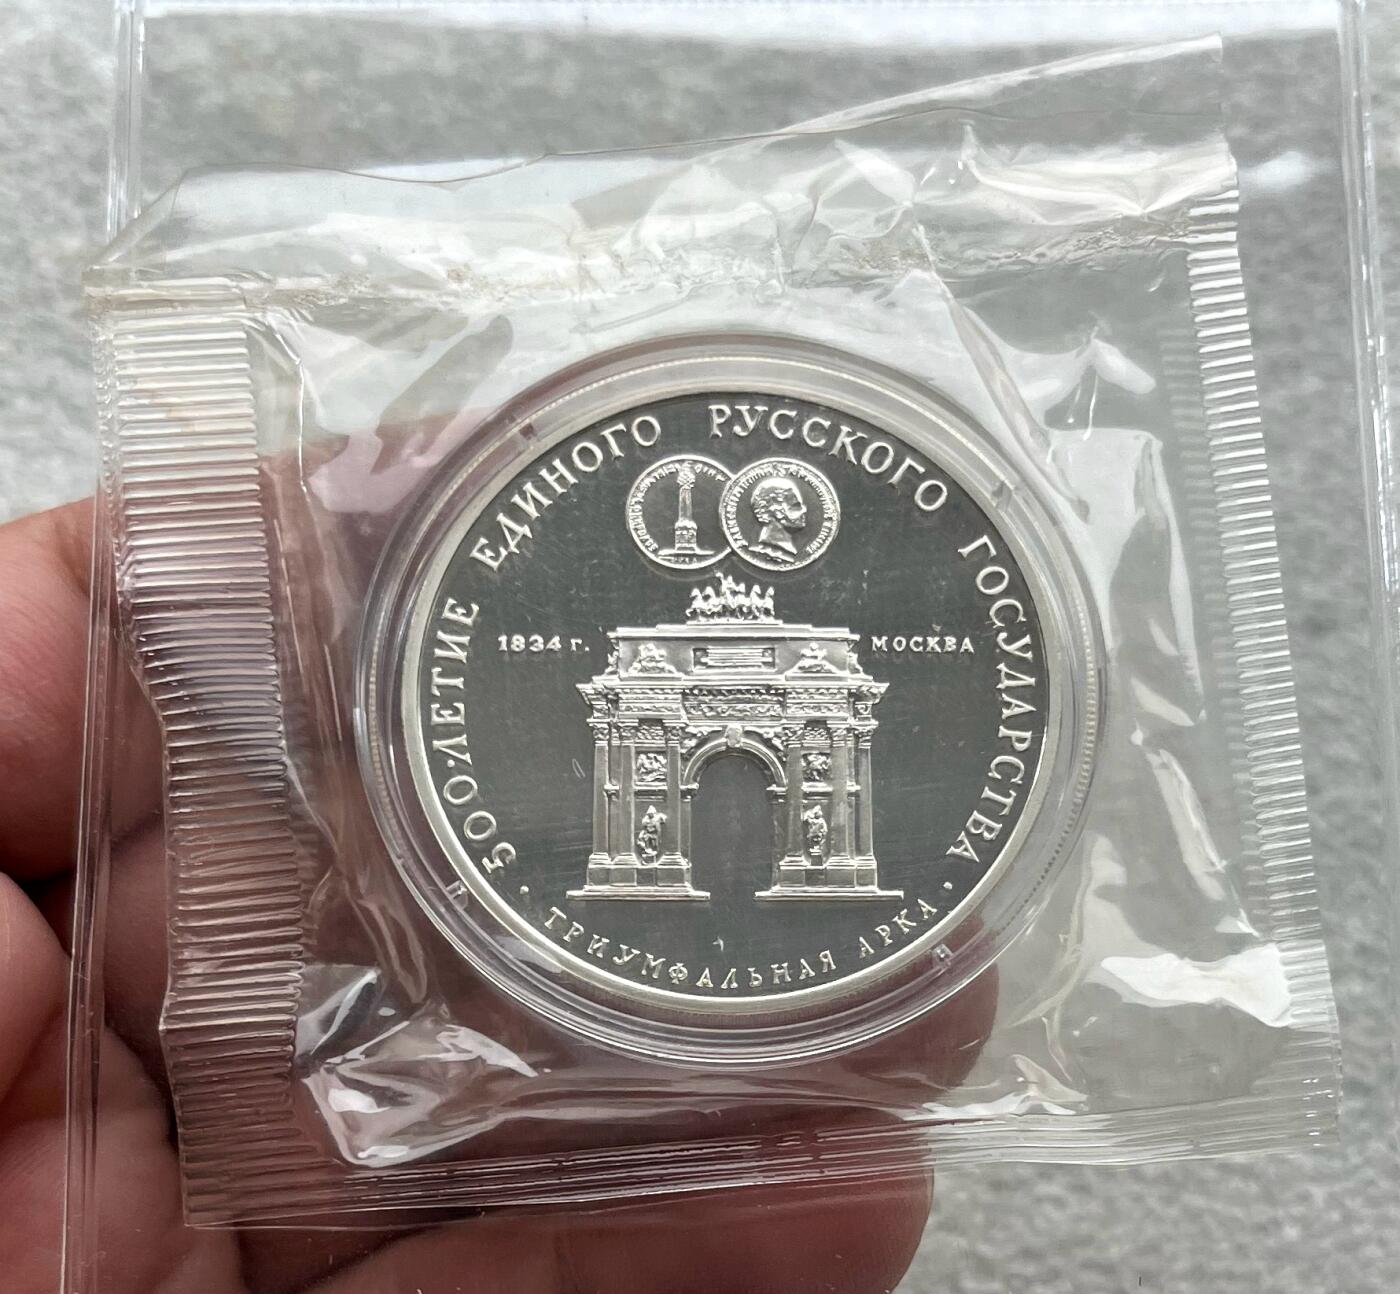 500-ЛЕТИЕ ЕДИНОГО РУССКОГО ГОСУДАРСТВА
1834 г. МОСКВА
· ТРИУМФАЛЬНАЯ АРКА ·